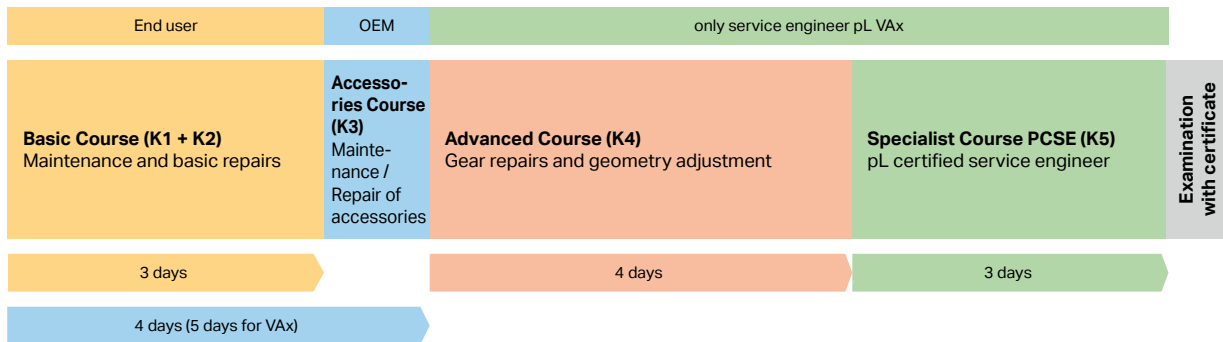 End user
OEM
only service engineer pL VAx
Basic Course (K1 + K2)
Maintenance and basic repairs
Accesso-
ries Course
(K3)
Mainte-
nance /
Repair of
accessories
Advanced Course (K4)
Gear repairs and geometry adjustment
Specialist Course PCSE (K5)
pL certified service engineer
Examination
with certificate
3 days
4 days
3 days
4 days (5 days for VAx)